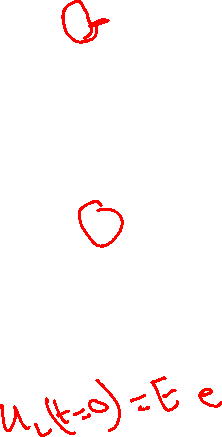 u_L(t=0) = E e